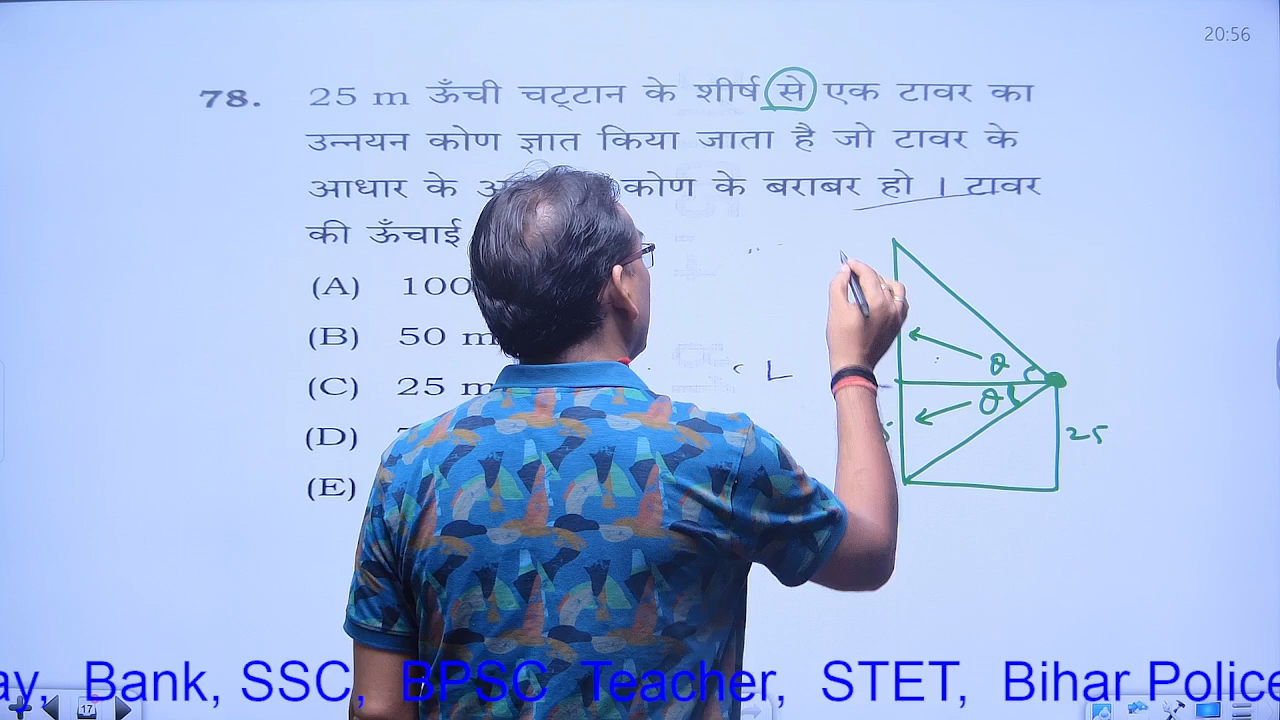 20:56
78. 25 m ऊँची चट्टान के शीर्ष से एक टावर का
उन्नयन कोण ज्ञात किया जाता है जो टावर के
आधार के कोण के बराबर हो । टावर
की ऊँचाई
(A) 100
(B) 50 m
(C) 25 m
(D)
(E)
L
θ
θ
25
Bank, SSC, BPSC Teacher, STET, Bihar Police
17